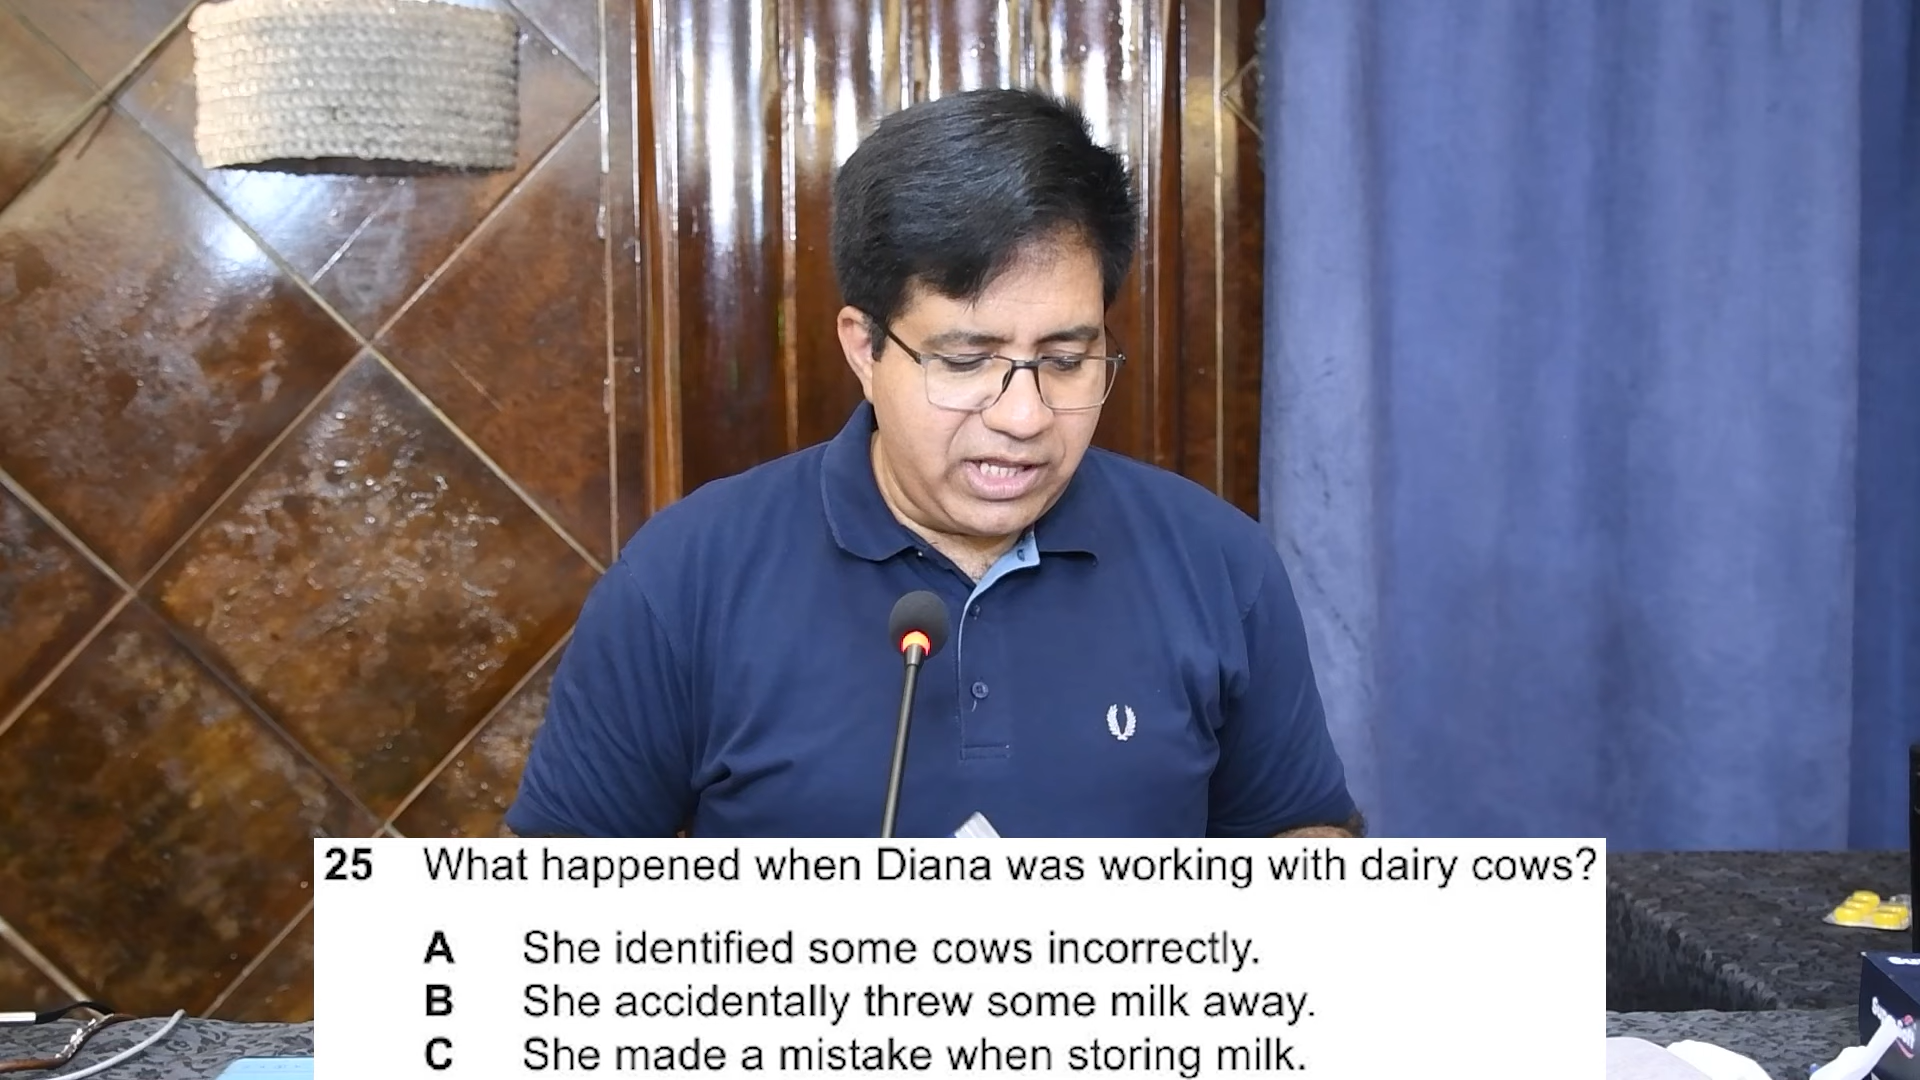 25 What happened when Diana was working with dairy cows?
A She identified some cows incorrectly.
B She accidentally threw some milk away.
C She made a mistake when storing milk.